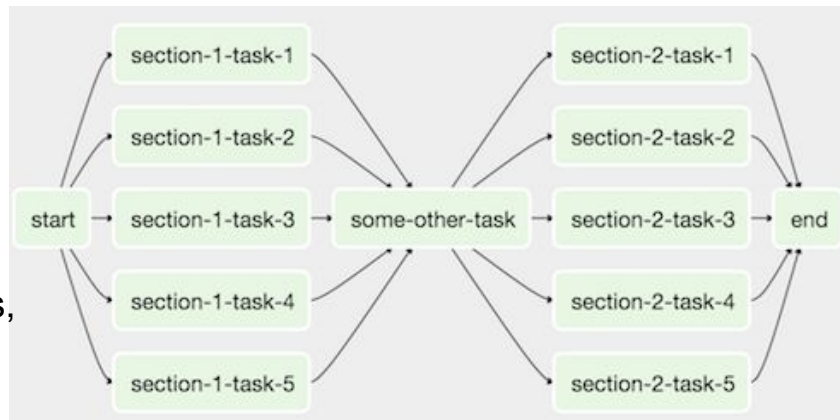 section-1-task-1 section-2-task-1
section-1-task-2 section-2-task-2
start section-1-task-3 some-other-task section-2-task-3 end
s,
section-1-task-4 section-2-task-4
section-1-task-5 section-2-task-5